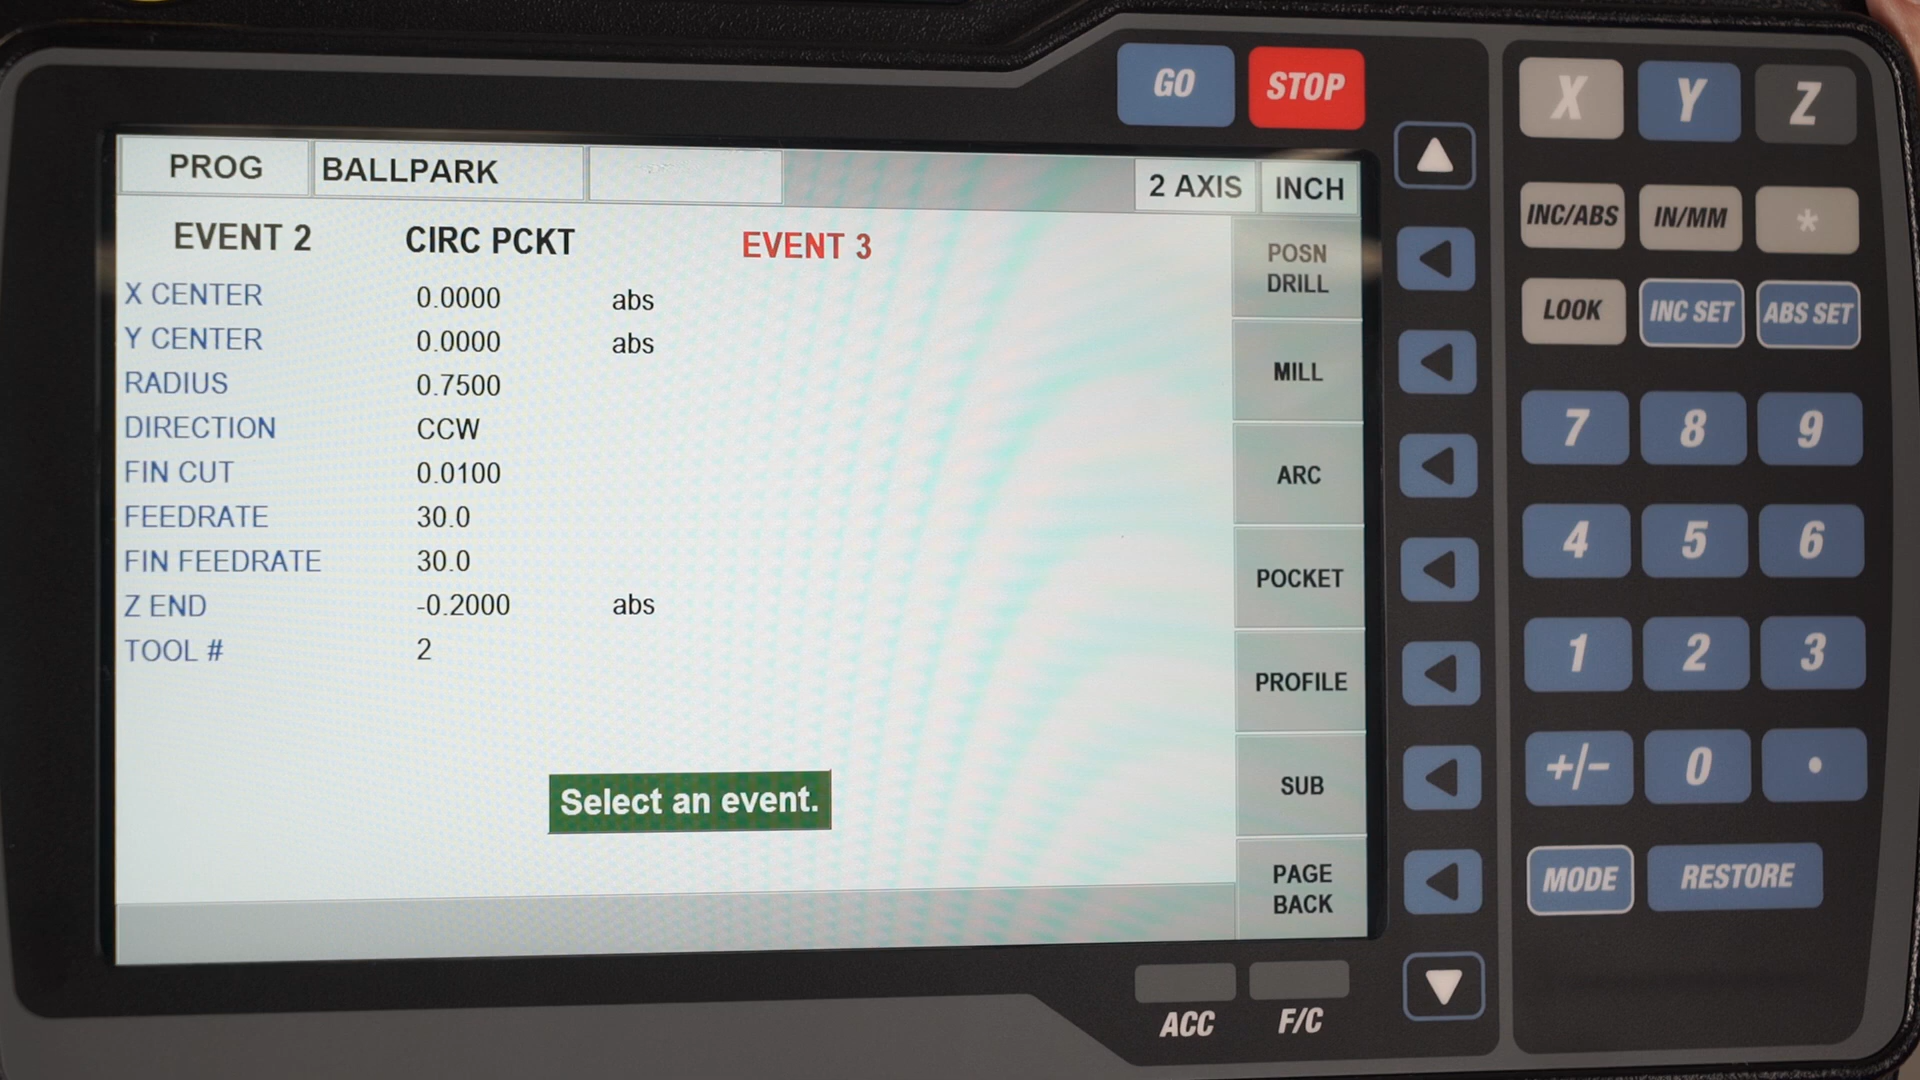 GO STOP
PROG BALLPARK 2 AXIS INCH
EVENT 2 CIRC PCKT EVENT 3
X CENTER 0.0000 abs
Y CENTER 0.0000 abs
RADIUS 0.7500
DIRECTION CCW
FIN CUT 0.0100
FEEDRATE 30.0
FIN FEEDRATE 30.0
Z END -0.2000 abs
TOOL # 2
Select an event.
POSN
DRILL
MILL
ARC
POCKET
PROFILE
SUB
PAGE
BACK
ACC F/C
X Y Z
INC/ABS IN/MM *
LOOK INC SET ABS SET
7 8 9
4 5 6
1 2 3
+/- 0 .
MODE RESTORE